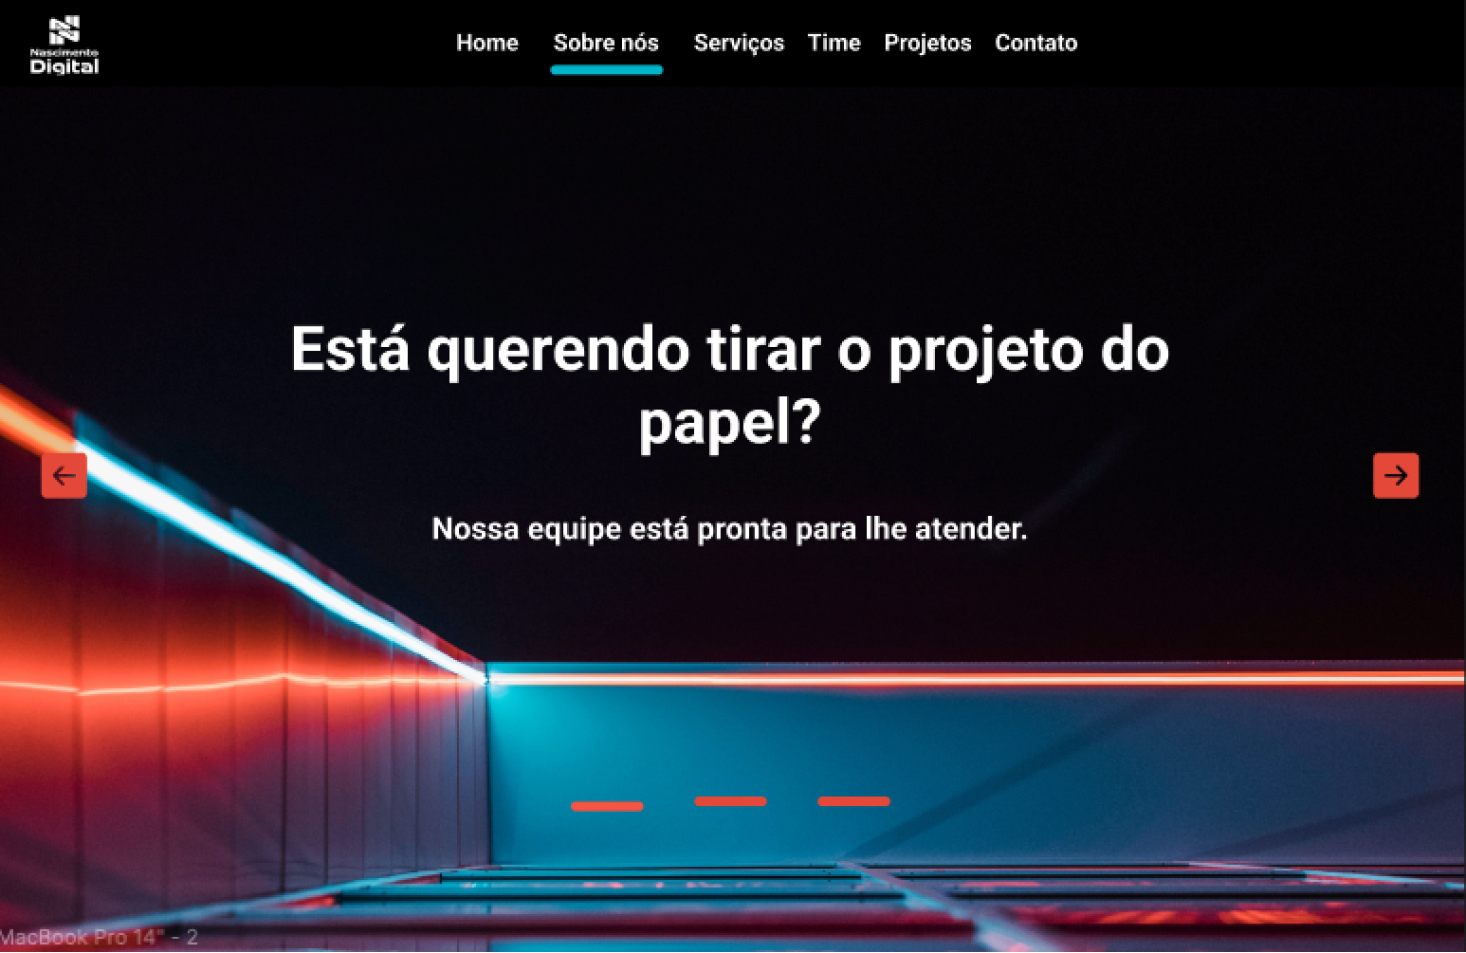 Nascimento
Digital
Home Sobre nós Serviços Time Projetos Contato
Está querendo tirar o projeto do
papel?
Nossa equipe está pronta para lhe atender.
MacBook Pro 14" - 2